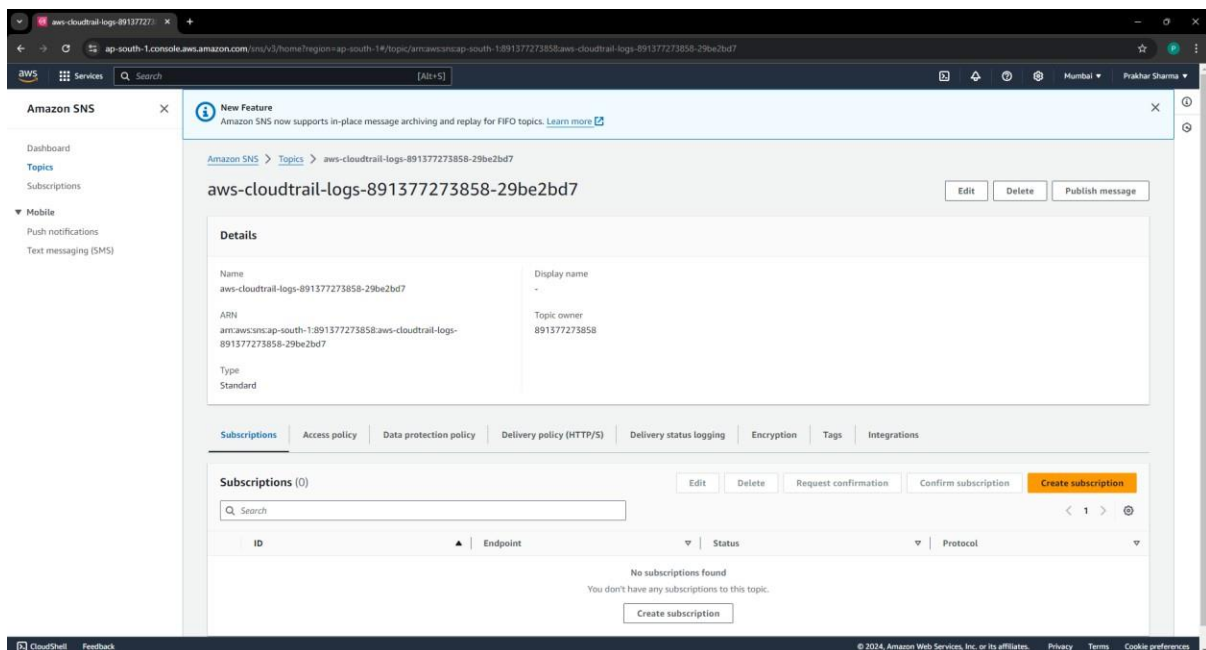 aws-cloudtrail-logs-89137727
ap-south-1.console.aws.amazon.com/sns/v3/home?region=ap-south-1#/topic/arn:aws:sns:ap-south-1:891377273858:aws-cloudtrail-logs-891377273858-29be2bd7
aws Services Search [Alt+S] Mumbai Prakhar Sharma
Amazon SNS
Dashboard
Topics
Subscriptions
Mobile
Push notifications
Text messaging (SMS)
New Feature
Amazon SNS now supports in-place message archiving and replay for FIFO topics. Learn more
Amazon SNS > Topics > aws-cloudtrail-logs-891377273858-29be2bd7
aws-cloudtrail-logs-891377273858-29be2bd7 Edit Delete Publish message
Details
Name
aws-cloudtrail-logs-891377273858-29be2bd7
ARN
arn:aws:sns:ap-south-1:891377273858:aws-cloudtrail-logs-
891377273858-29be2bd7
Type
Standard
Display name
-
Topic owner
891377273858
Subscriptions Access policy Data protection policy Delivery policy (HTTP/S) Delivery status logging Encryption Tags Integrations
Subscriptions (0) Edit Delete Request confirmation Confirm subscription Create subscription
Search < 1 >
ID Endpoint Status Protocol
No subscriptions found
You don't have any subscriptions to this topic.
Create subscription
CloudShell Feedback © 2024, Amazon Web Services, Inc. or its affiliates. Privacy Terms Cookie preferences